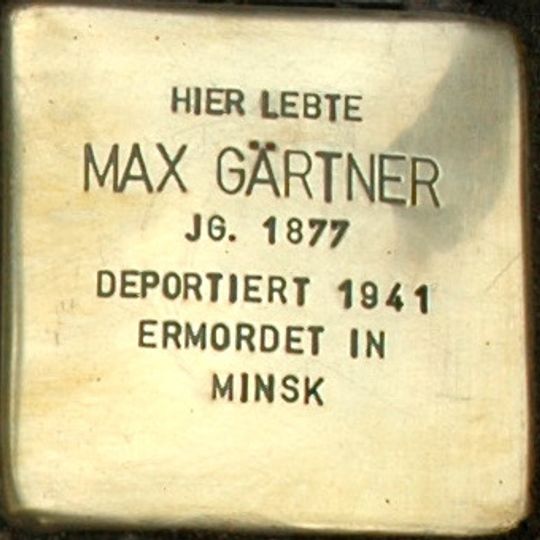 HIER LEBTE
MAX GÄRTNER
JG. 1877
DEPORTIERT 1941
ERMORDET IN
MINSK